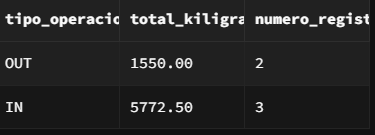 tipo_operacio total_kiligra numero_regist
OUT 1550.00 2
IN 5772.50 3